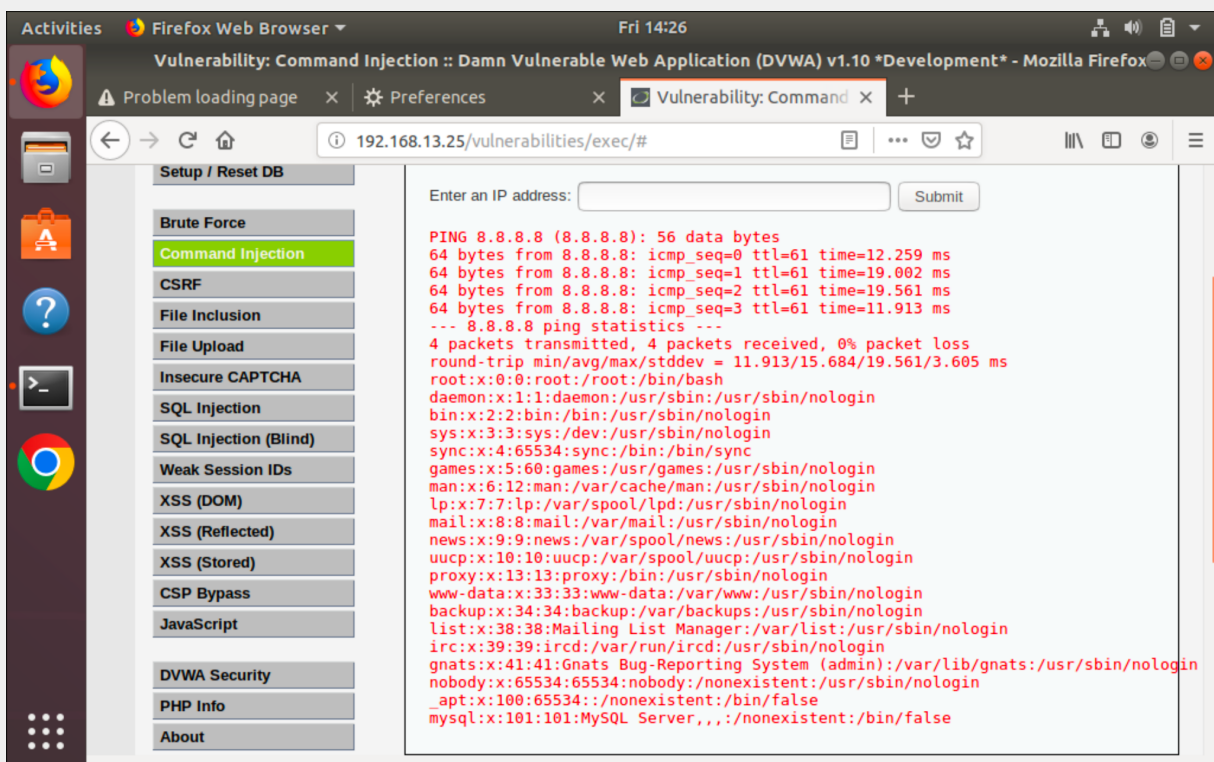 Activities Firefox Web Browser Fri 14:26
Vulnerability: Command Injection :: Damn Vulnerable Web Application (DVWA) v1.10 *Development* - Mozilla Firefox
Problem loading page Preferences Vulnerability: Command
192.168.13.25/vulnerabilities/exec/#
Setup / Reset DB
Brute Force
Command Injection
CSRF
File Inclusion
File Upload
Insecure CAPTCHA
SQL Injection
SQL Injection (Blind)
Weak Session IDs
XSS (DOM)
XSS (Reflected)
XSS (Stored)
CSP Bypass
JavaScript
DVWA Security
PHP Info
About
Enter an IP address: Submit
PING 8.8.8.8 (8.8.8.8): 56 data bytes
64 bytes from 8.8.8.8: icmp_seq=0 ttl=61 time=12.259 ms
64 bytes from 8.8.8.8: icmp_seq=1 ttl=61 time=19.002 ms
64 bytes from 8.8.8.8: icmp_seq=2 ttl=61 time=19.561 ms
64 bytes from 8.8.8.8: icmp_seq=3 ttl=61 time=11.913 ms
--- 8.8.8.8 ping statistics ---
4 packets transmitted, 4 packets received, 0% packet loss
round-trip min/avg/max/stddev = 11.913/15.684/19.561/3.605 ms
root:x:0:0:root:/root:/bin/bash
daemon:x:1:1:daemon:/usr/sbin:/usr/sbin/nologin
bin:x:2:2:bin:/bin:/usr/sbin/nologin
sys:x:3:3:sys:/dev:/usr/sbin/nologin
sync:x:4:65534:sync:/bin:/bin/sync
games:x:5:60:games:/usr/games:/usr/sbin/nologin
man:x:6:12:man:/var/cache/man:/usr/sbin/nologin
lp:x:7:7:lp:/var/spool/lpd:/usr/sbin/nologin
mail:x:8:8:mail:/var/mail:/usr/sbin/nologin
news:x:9:9:news:/var/spool/news:/usr/sbin/nologin
uucp:x:10:10:uucp:/var/spool/uucp:/usr/sbin/nologin
proxy:x:13:13:proxy:/bin:/usr/sbin/nologin
www-data:x:33:33:www-data:/var/www:/usr/sbin/nologin
backup:x:34:34:backup:/var/backups:/usr/sbin/nologin
list:x:38:38:Mailing List Manager:/var/list:/usr/sbin/nologin
irc:x:39:39:ircd:/var/run/ircd:/usr/sbin/nologin
gnats:x:41:41:Gnats Bug-Reporting System (admin):/var/lib/gnats:/usr/sbin/nologin
nobody:x:65534:65534:nobody:/nonexistent:/usr/sbin/nologin
_apt:x:100:65534::/nonexistent:/bin/false
mysql:x:101:101:MySQL Server,,,:/nonexistent:/bin/false